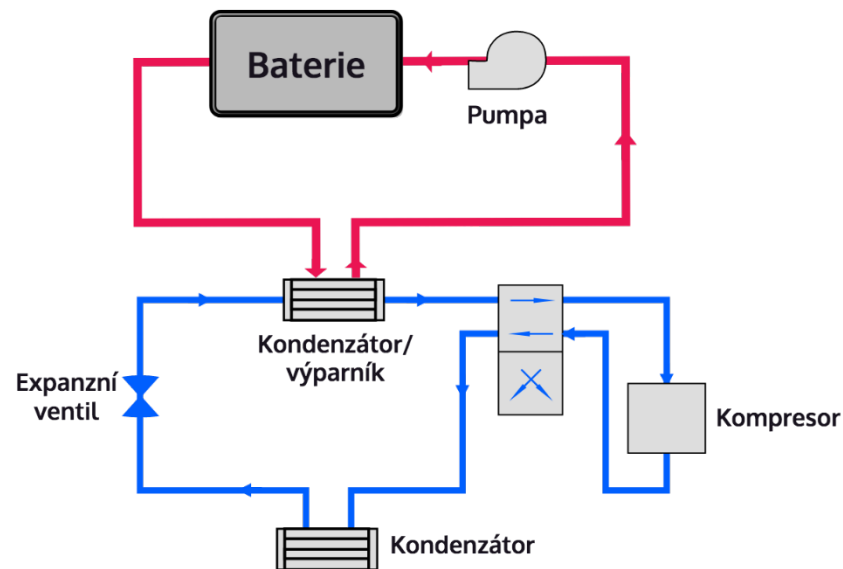 Baterie
Pumpa
Kondenzátor/
výparník
Expanzní
ventil
Kompresor
Kondenzátor